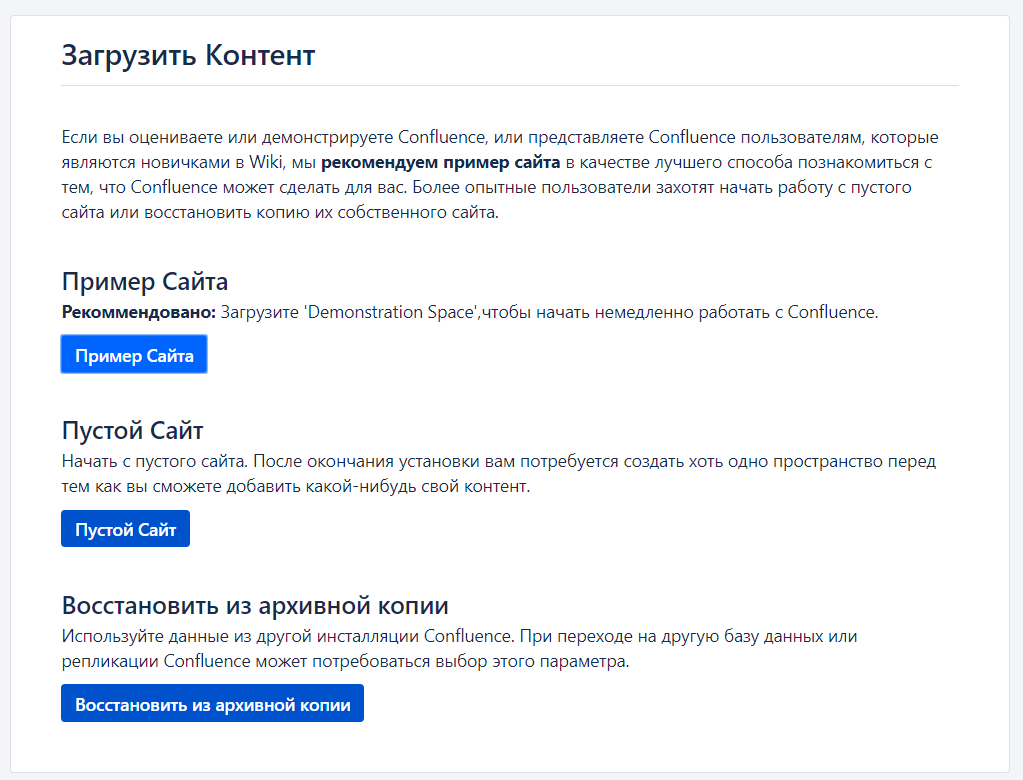 Загрузить Контент
Если вы оцениваете или демонстрируете Confluence, или представляете Confluence пользователям, которые
являются новичками в Wiki, мы рекомендуем пример сайта в качестве лучшего способа познакомиться с
тем, что Confluence может сделать для вас. Более опытные пользователи захотят начать работу с пустого
сайта или восстановить копию их собственного сайта.
Пример Сайта
Рекоммендовано: Загрузите 'Demonstration Space',чтобы начать немедленно работать с Confluence.
Пример Сайта
Пустой Сайт
Начать с пустого сайта. После окончания установки вам потребуется создать хоть одно пространство перед
тем как вы сможете добавить какой-нибудь свой контент.
Пустой Сайт
Восстановить из архивной копии
Используйте данные из другой инсталляции Confluence. При переходе на другую базу данных или
репликации Confluence может потребоваться выбор этого параметра.
Восстановить из архивной копии